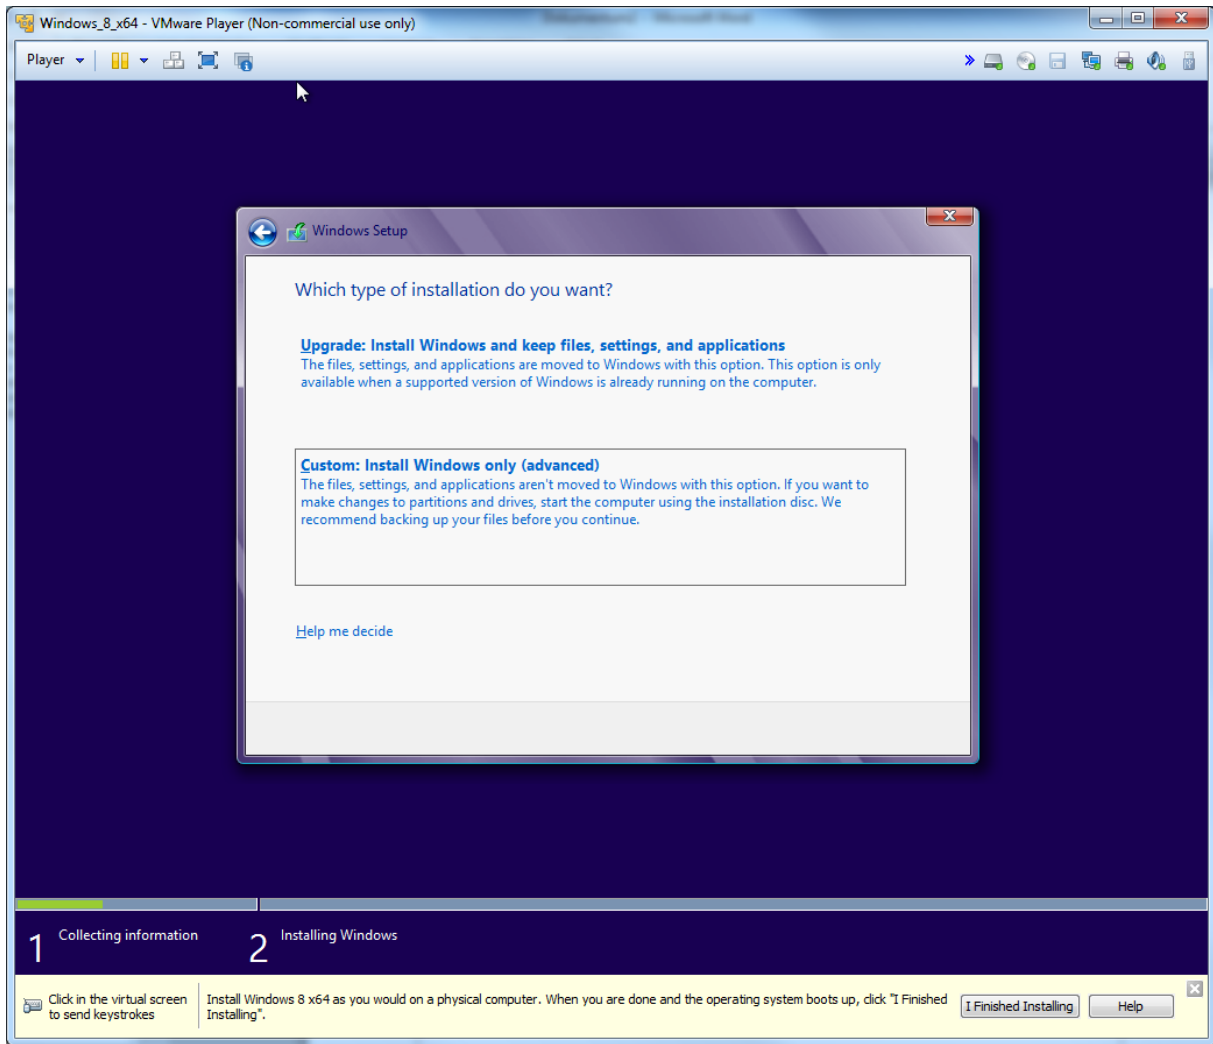 Windows_8_x64 - VMware Player (Non-commercial use only)
Player
Windows Setup
Which type of installation do you want?
Upgrade: Install Windows and keep files, settings, and applications
The files, settings, and applications are moved to Windows with this option. This option is only
available when a supported version of Windows is already running on the computer.
Custom: Install Windows only (advanced)
The files, settings, and applications aren't moved to Windows with this option. If you want to
make changes to partitions and drives, start the computer using the installation disc. We
recommend backing up your files before you continue.
Help me decide
1 Collecting information
2 Installing Windows
Click in the virtual screen
to send keystrokes
Install Windows 8 x64 as you would on a physical computer. When you are done and the operating system boots up, click "I Finished
Installing".
I Finished Installing
Help